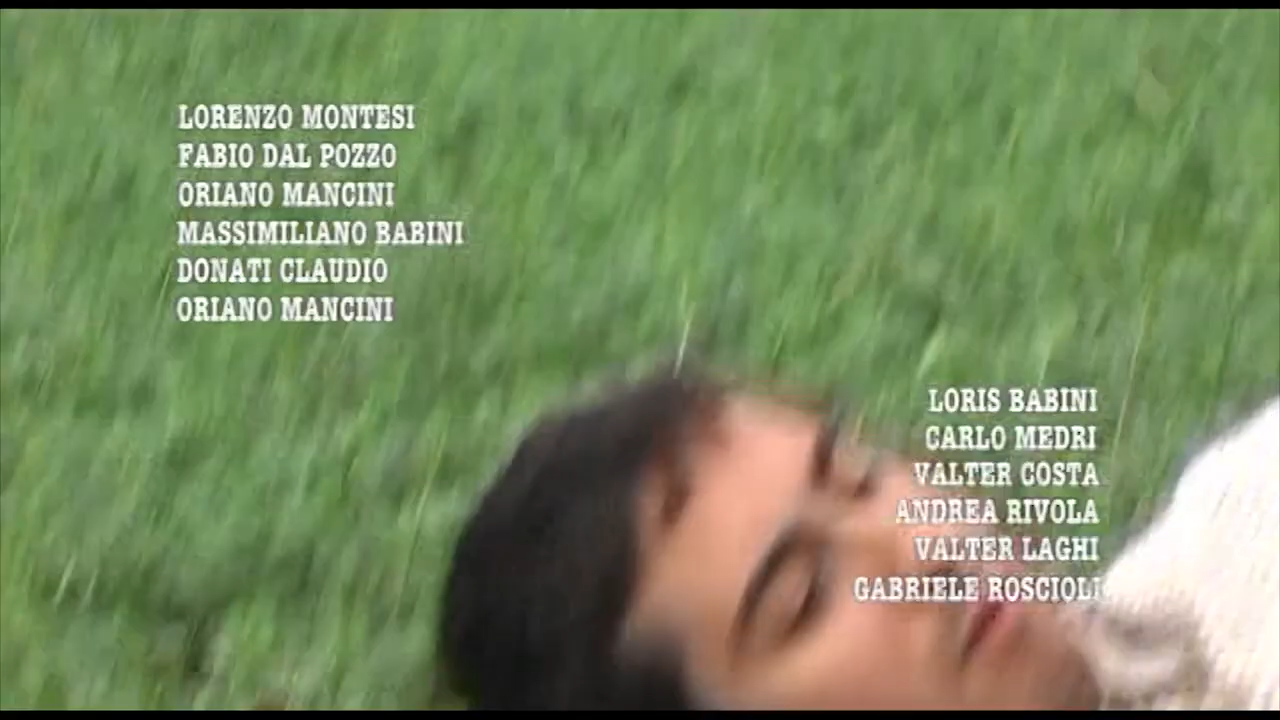 LORENZO MONTESI
FABIO DAL POZZO
ORIANO MANCINI
MASSIMILIANO BABINI
DONATI CLAUDIO
ORIANO MANCINI
LORIS BABINI
CARLO MEDRI
VALTER COSTA
ANDREA RIVOLA
VALTER LAGHI
GABRIELE ROSCIOLI